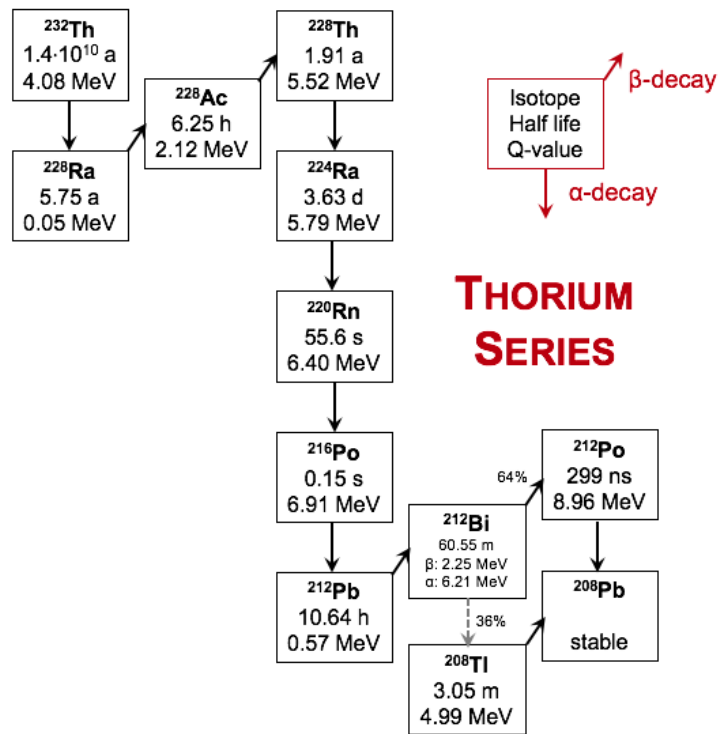 ²³²Th
1.4·10¹⁰ a
4.08 MeV
²²⁸Ac
6.25 h
2.12 MeV
²²⁸Th
1.91 a
5.52 MeV
²²⁸Ra
5.75 a
0.05 MeV
²²⁴Ra
3.63 d
5.79 MeV
Isotope
Half life
Q-value
β-decay
α-decay
THORIUM
SERIES
²²⁰Rn
55.6 s
6.40 MeV
²¹⁶Po
0.15 s
6.91 MeV
²¹²Pb
10.64 h
0.57 MeV
²¹²Bi
60.55 m
β: 2.25 MeV
α: 6.21 MeV
64%
36%
²¹²Po
299 ns
8.96 MeV
²⁰⁸Tl
3.05 m
4.99 MeV
²⁰⁸Pb
stable